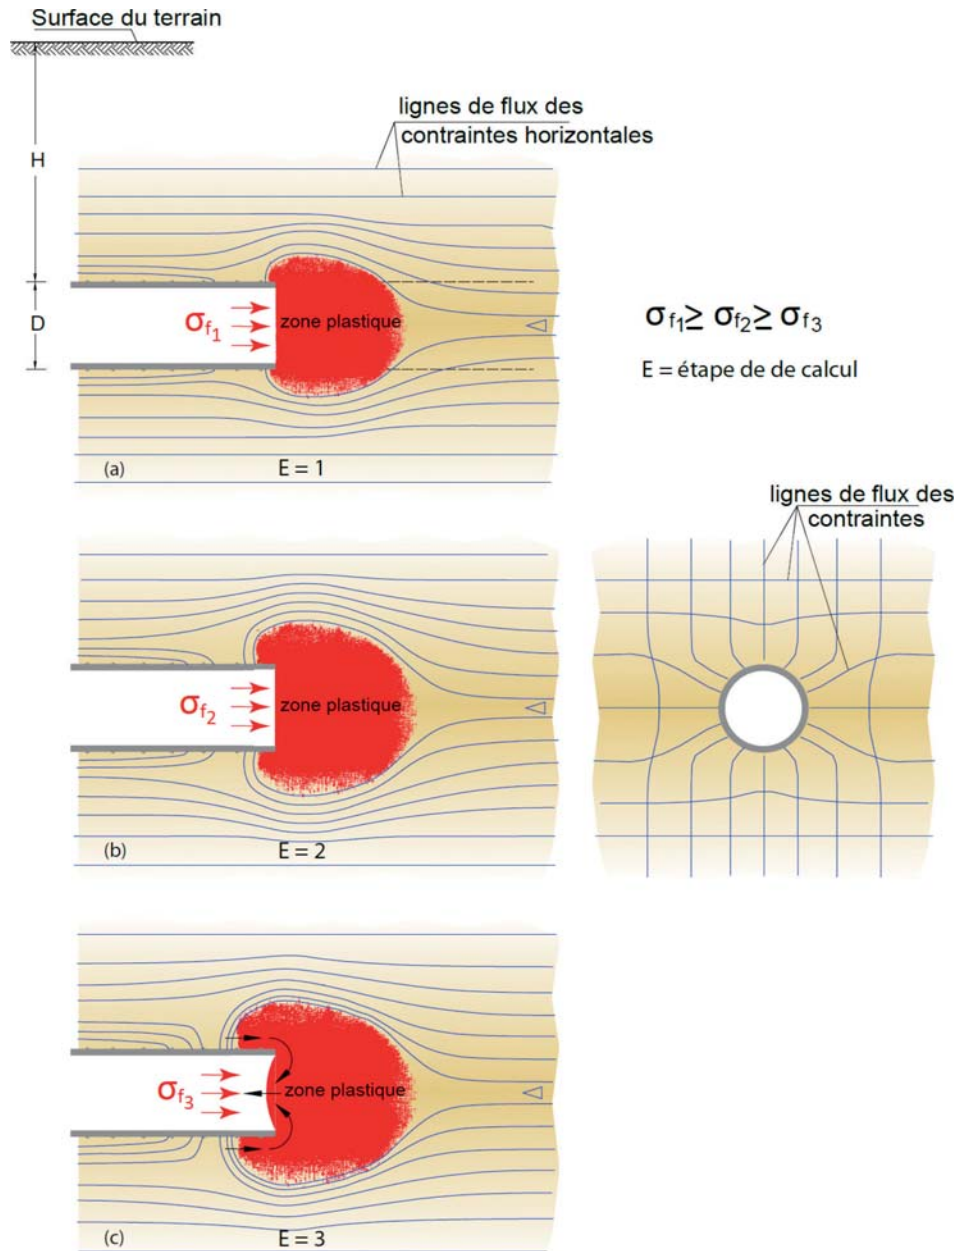 Surface du terrain
lignes de flux des
contraintes horizontales
H
D
σf1
zone plastique
σf1≥ σf2≥ σf3
E = étape de de calcul
(a)
E = 1
lignes de flux des
contraintes
σf2
zone plastique
(b)
E = 2
σf3
zone plastique
(c)
E = 3